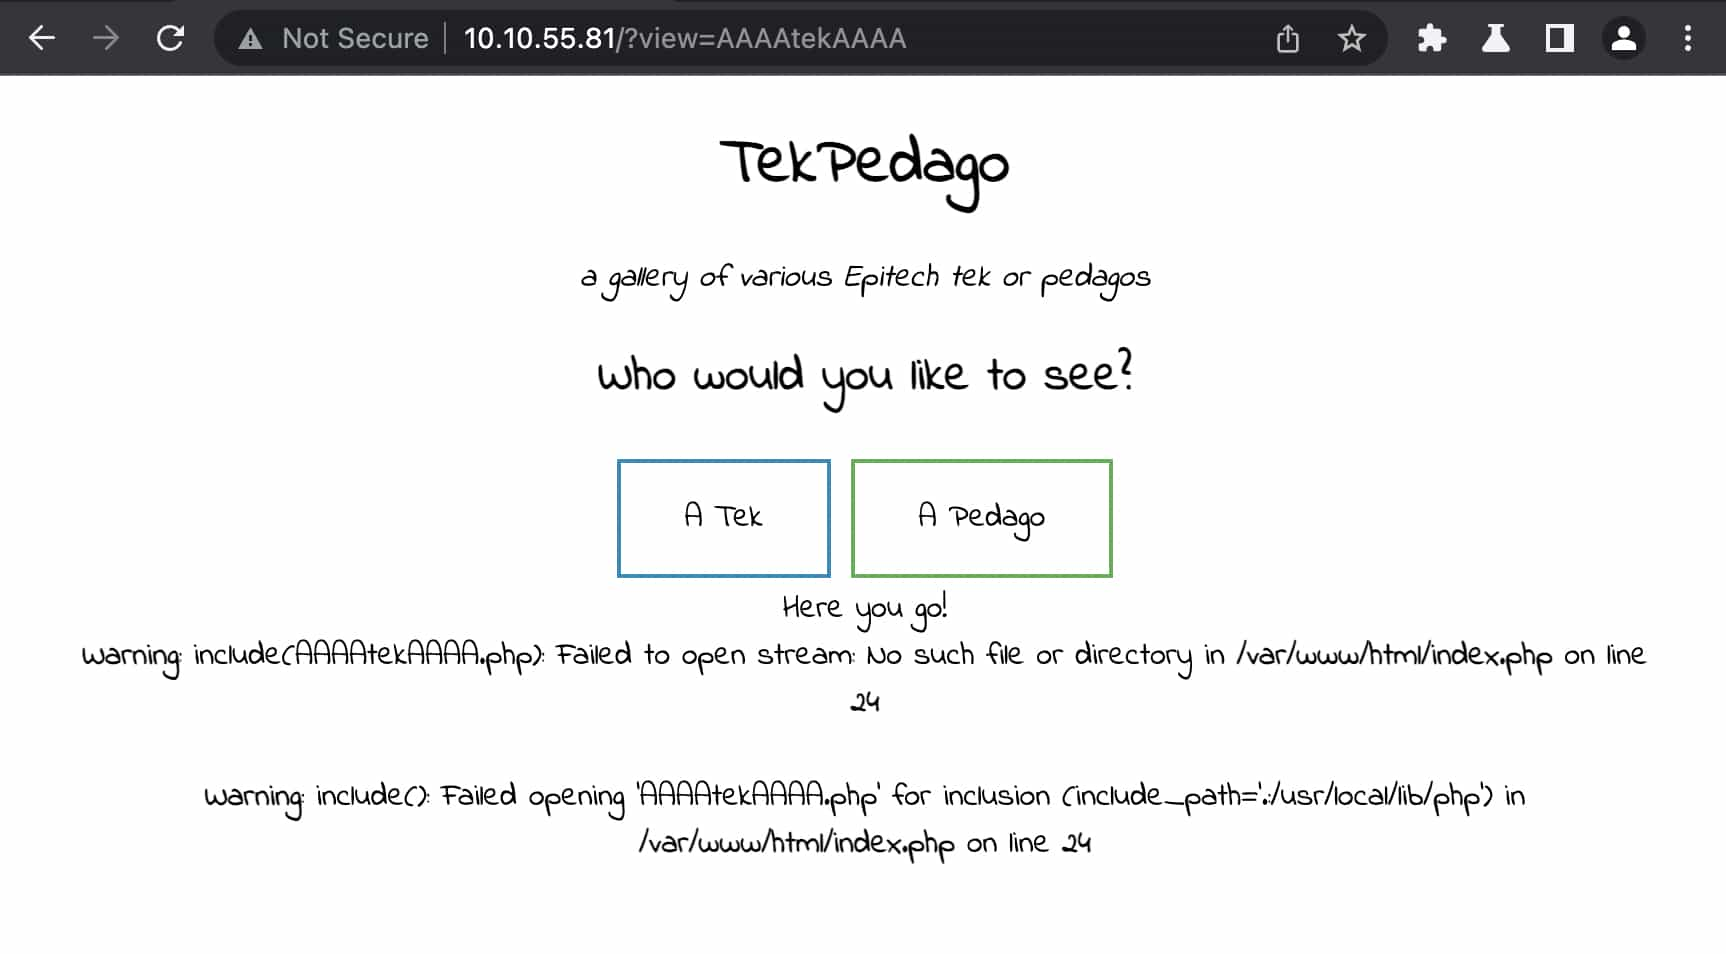 Not Secure 10.10.55.81/?view=AAAAtekAAAA
TekPedago
a gallery of various Epitech tek or pedagos
Who would you like to see?
A Tek A Pedago
Here you go!
Warning: include(AAAAtekAAAA.php): Failed to open stream: No such file or directory in /var/www/html/index.php on line
24
Warning: include(): Failed opening 'AAAAtekAAAA.php' for inclusion (include_path='.:/usr/local/lib/php') in
/var/www/html/index.php on line 24